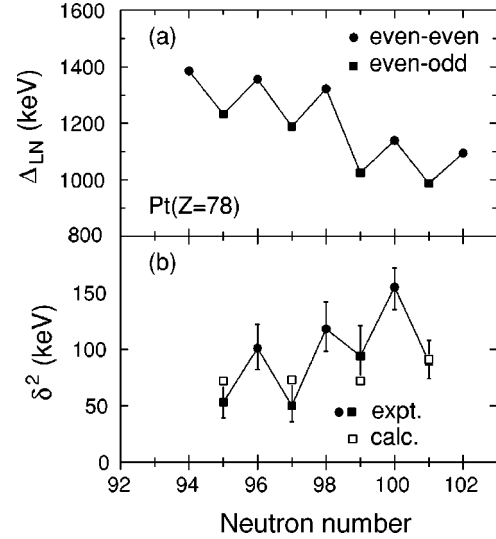 1600
1400
1200
1000
800
Δ_LN (keV)
(a)
even-even
even-odd
Pt(Z=78)
(b)
150
100
50
0
δ² (keV)
expt.
calc.
92 94 96 98 100 102
Neutron number